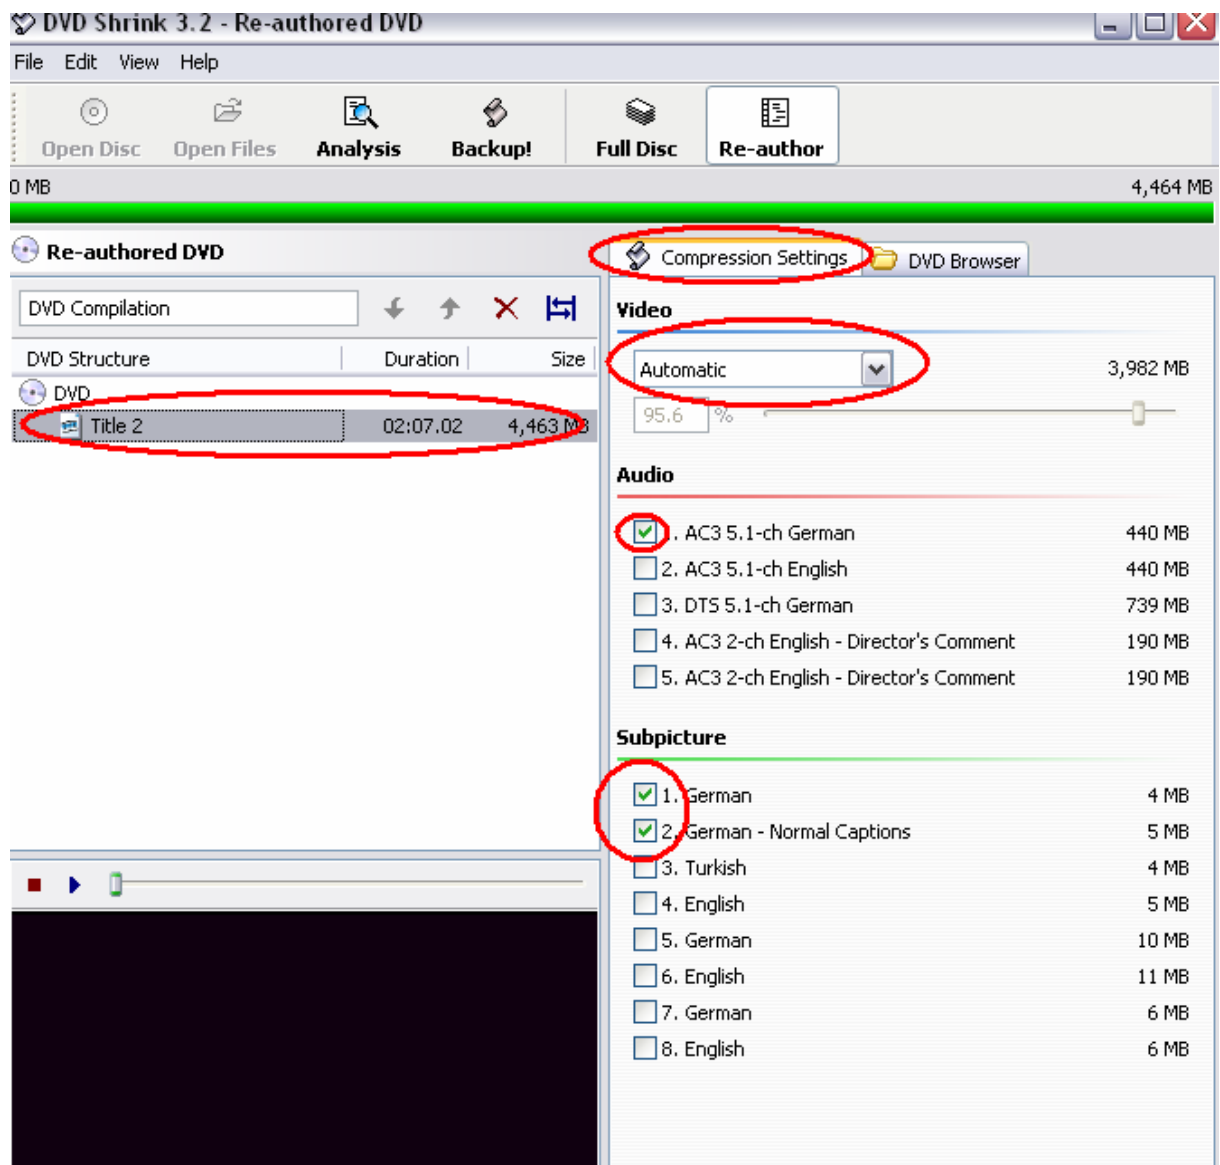 DVD Shrink 3.2 - Re-authored DVD
File Edit View Help
Open Disc Open Files Analysis Backup! Full Disc Re-author
0 MB 4,464 MB
Re-authored DVD
Compression Settings DVD Browser
DVD Compilation
DVD Structure Duration Size
DVD
Title 2 02:07.02 4,463 MB
Video
Automatic 3,982 MB
95.6 %
Audio
1. AC3 5.1-ch German 440 MB
2. AC3 5.1-ch English 440 MB
3. DTS 5.1-ch German 739 MB
4. AC3 2-ch English - Director's Comment 190 MB
5. AC3 2-ch English - Director's Comment 190 MB
Subpicture
1. German 4 MB
2. German - Normal Captions 5 MB
3. Turkish 4 MB
4. English 5 MB
5. German 10 MB
6. English 11 MB
7. German 6 MB
8. English 6 MB